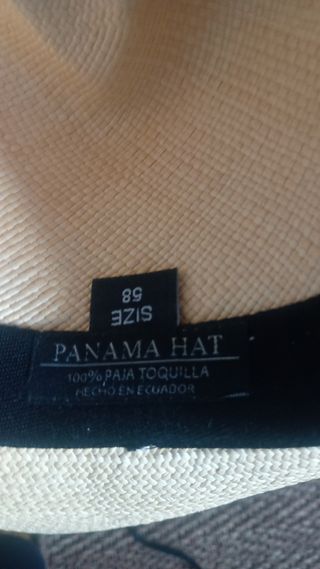 SIZE
58
PANAMA HAT
100% PAJA TOQUILLA
HECHO EN ECUADOR